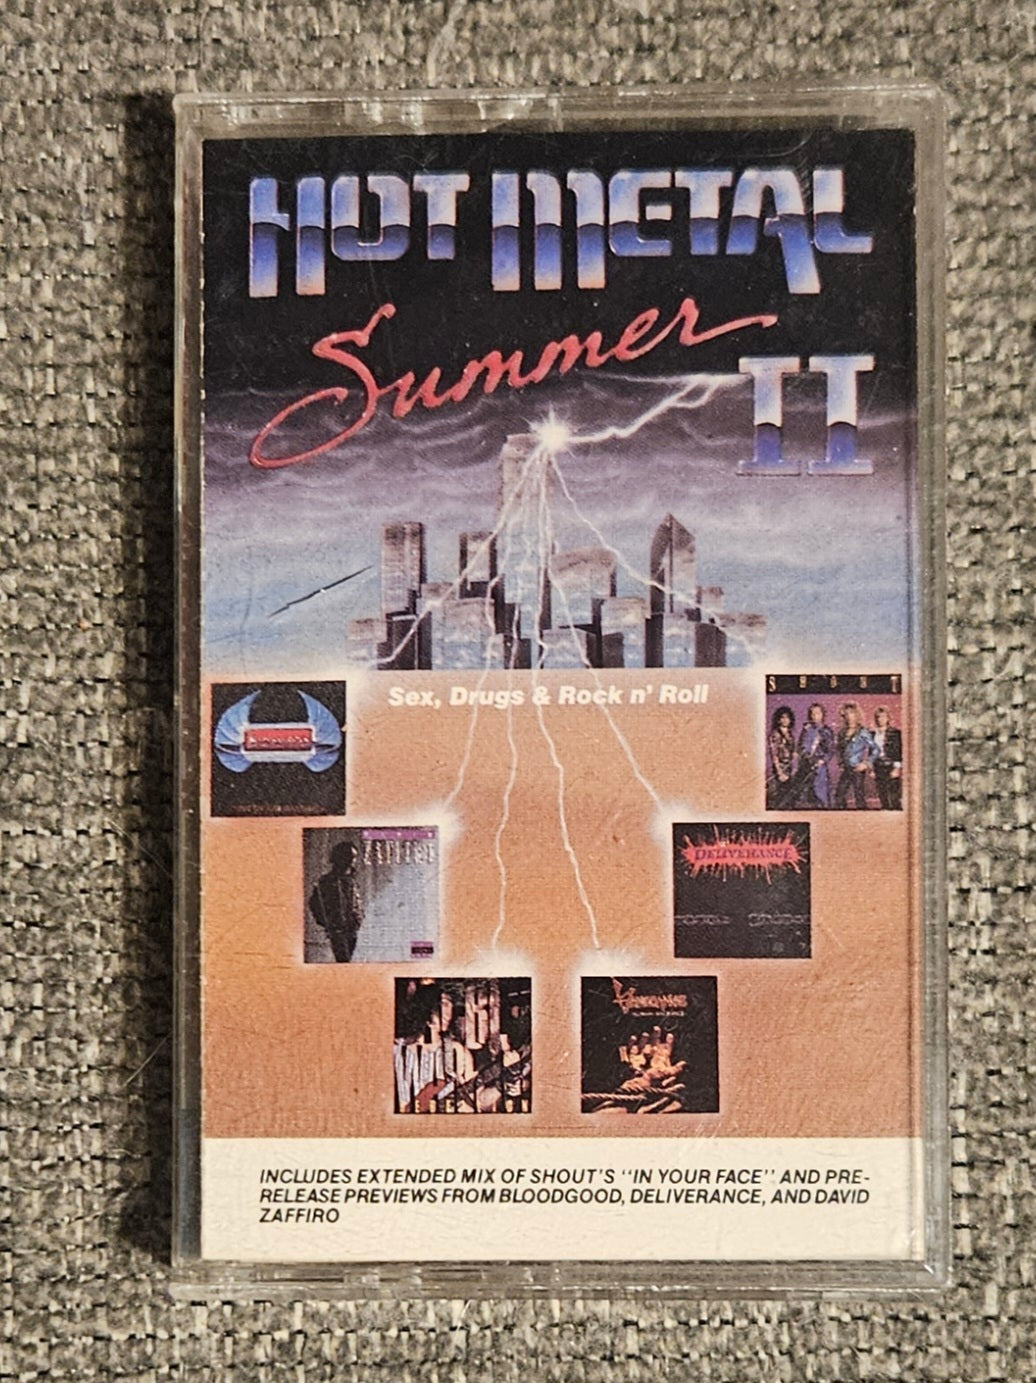 HOT METAL
Summer
II
Sex, Drugs & Rock n' Roll
SHOUT
ZAFFIRO
DELIVERANCE
VENGEANCE
INCLUDES EXTENDED MIX OF SHOUT'S "IN YOUR FACE" AND PRE-
RELEASE PREVIEWS FROM BLOODGOOD, DELIVERANCE, AND DAVID
ZAFFIRO